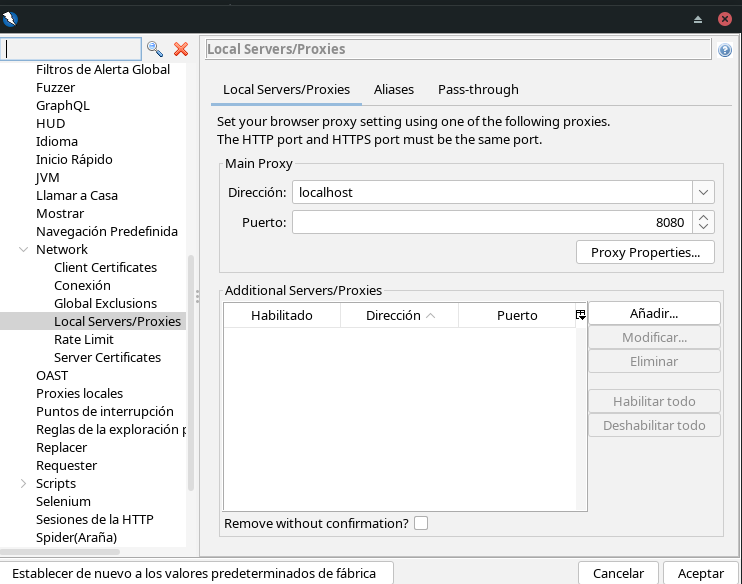 Local Servers/Proxies
Filtros de Alerta Global
Fuzzer
GraphQL
HUD
Idioma
Inicio Rápido
JVM
Llamar a Casa
Mostrar
Navegación Predefinida
Network
Client Certificates
Conexión
Global Exclusions
Local Servers/Proxies
Rate Limit
Server Certificates
OAST
Proxies locales
Puntos de interrupción
Reglas de la exploración p
Replacer
Requester
Scripts
Selenium
Sesiones de la HTTP
Spider(Araña)
Local Servers/Proxies Aliases Pass-through
Set your browser proxy setting using one of the following proxies.
The HTTP port and HTTPS port must be the same port.
Main Proxy
Dirección: localhost
Puerto: 8080
Proxy Properties...
Additional Servers/Proxies
Habilitado Dirección Puerto
Añadir...
Modificar...
Eliminar
Habilitar todo
Deshabilitar todo
Remove without confirmation?
Establecer de nuevo a los valores predeterminados de fábrica Cancelar Aceptar